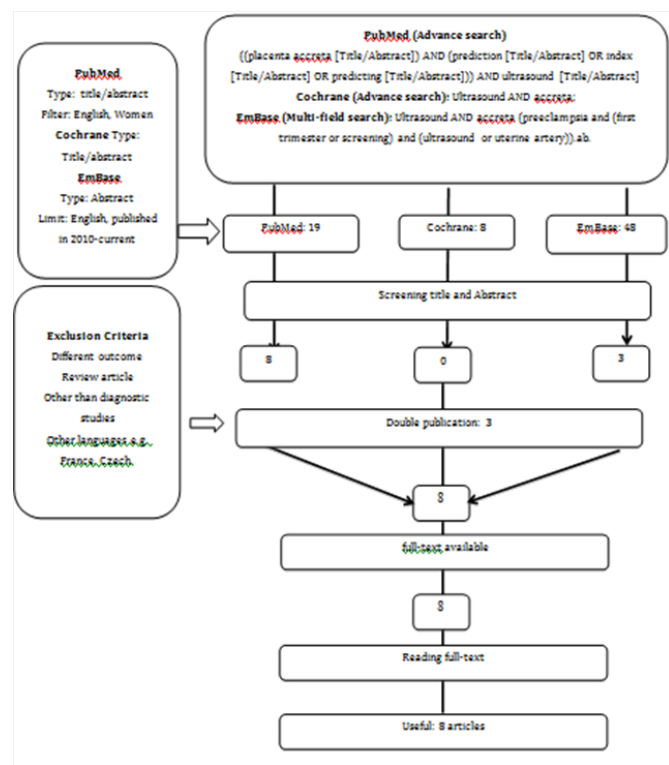 PubMed (Advance search)
((placenta accreta [Title/Abstract]) AND (prediction [Title/Abstract] OR index
[Title/Abstract] OR predicting [Title/Abstract])) AND ultrasound [Title/Abstract]
Cochrane (Advance search): Ultrasound AND accreta;
EmBase (Multi-field search): Ultrasound AND accreta (preeclampsia and (first
trimester or screening) and (ultrasound or uterine artery)).ab.
PubMed
Type: title/abstract
Filter: English, Women
Cochrane Type:
Title/abstract
EmBase
Type: Abstract
Limit: English, published
in 2010-current
PubMed: 19
Cochrane: 8
EmBase: 48
Screening title and Abstract
8
0
3
Exclusion Criteria
Different outcome
Review article
Other than diagnostic
studies
Other languages e.g.,
France, Czech.
Double publication: 3
8
full-text available
8
Reading full-text
Useful: 8 articles